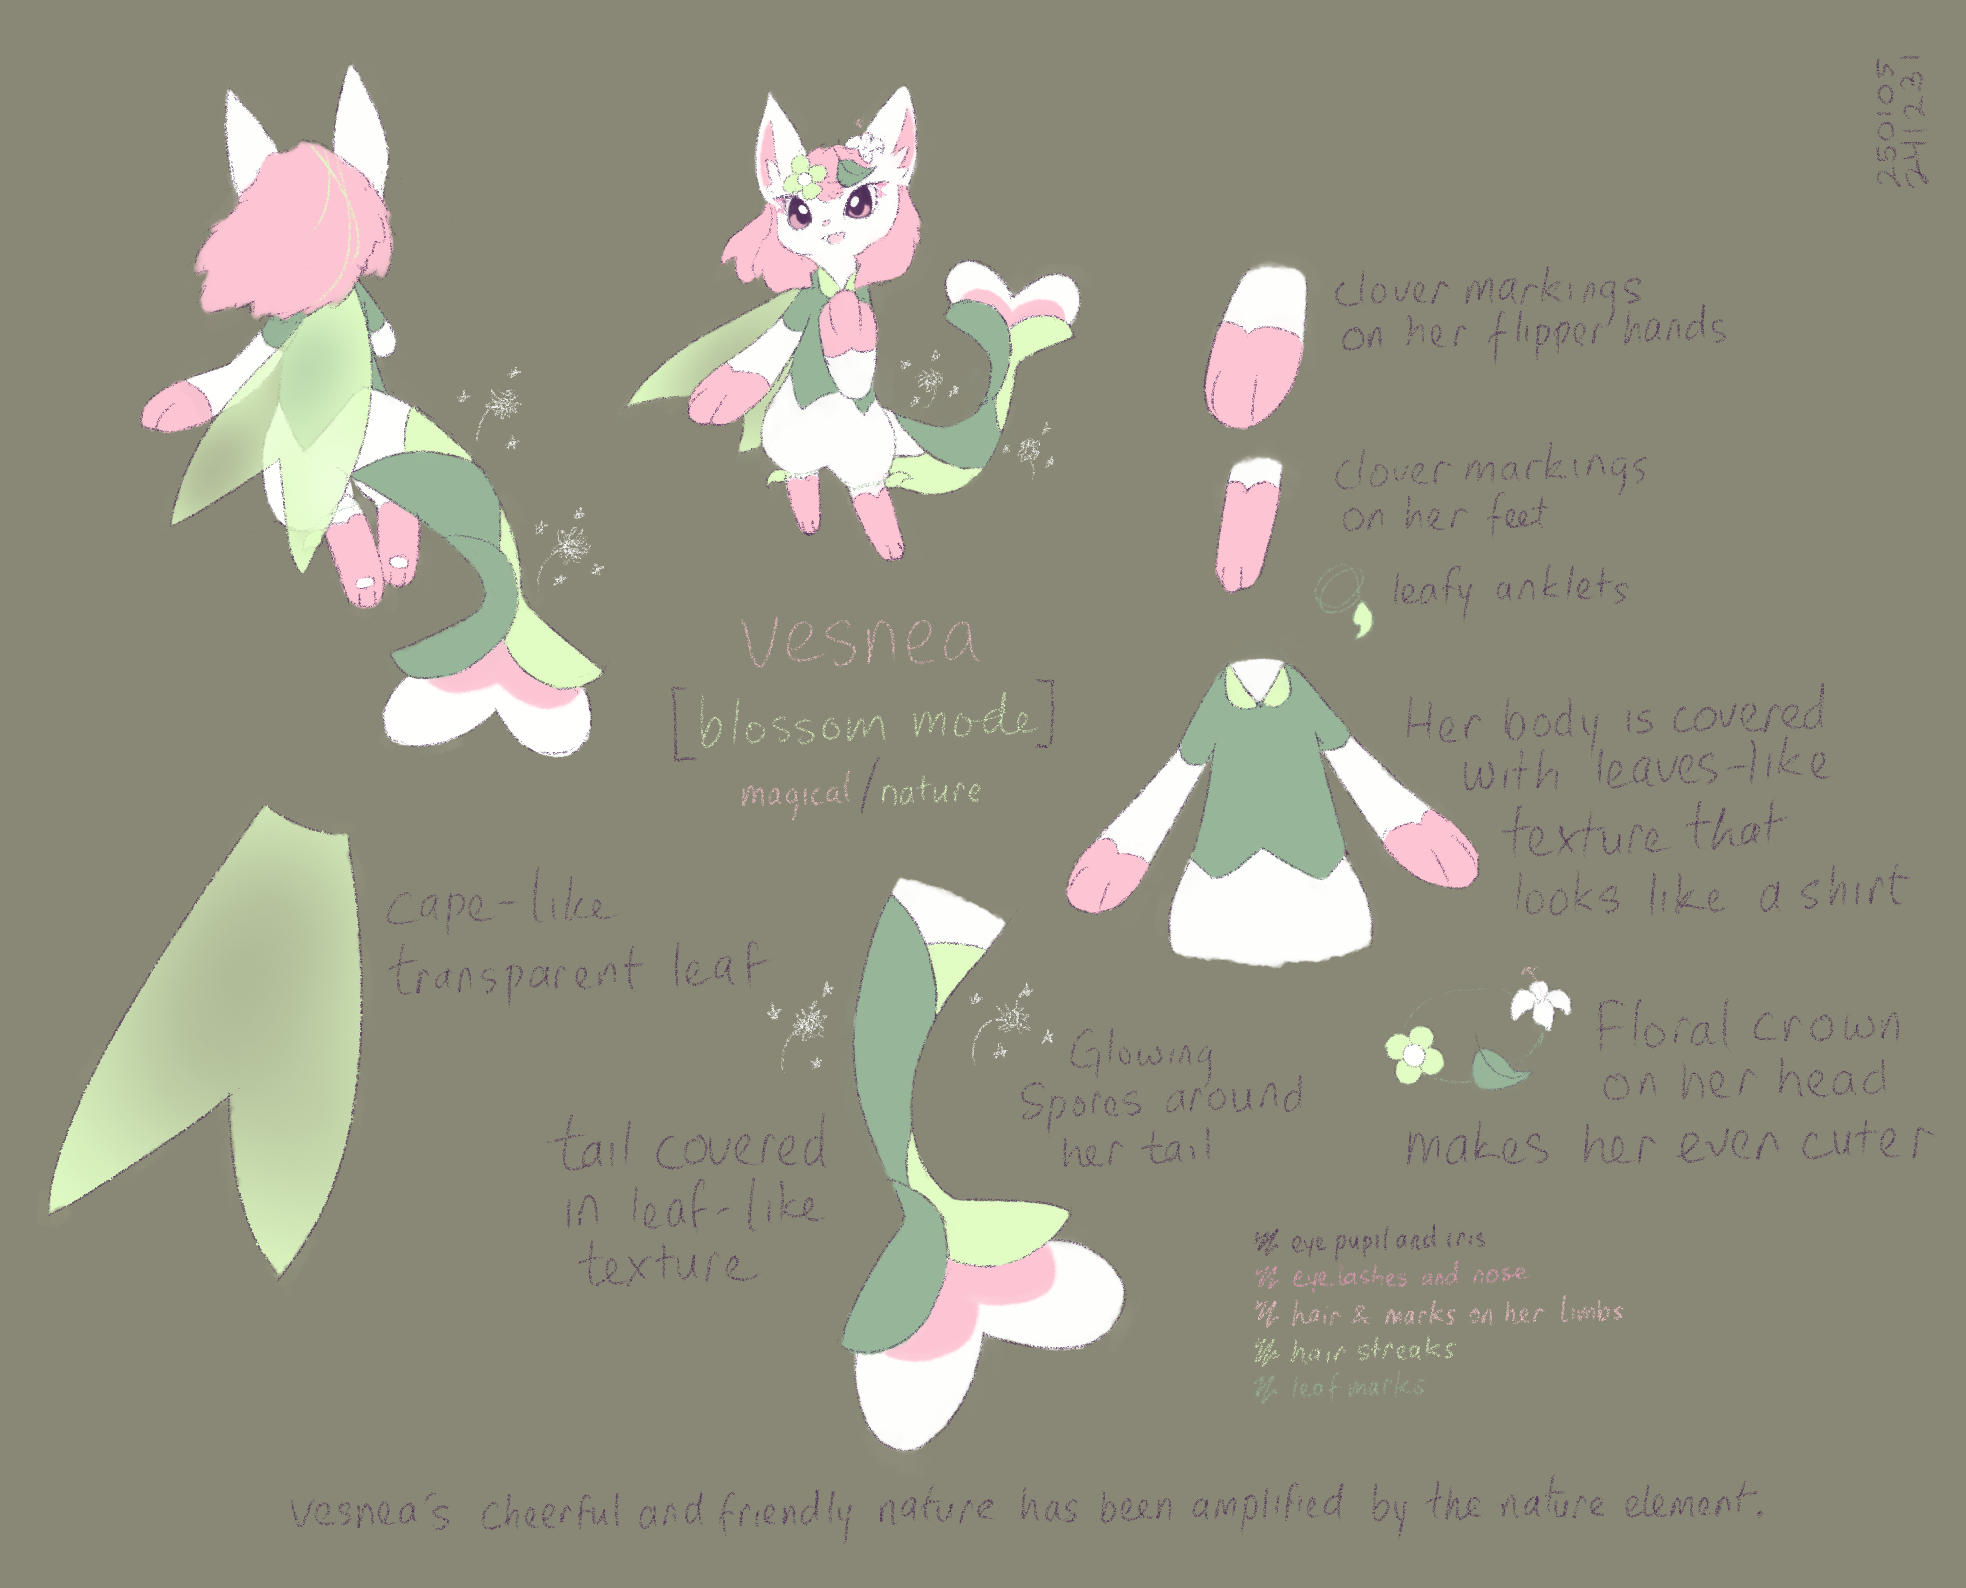 250105
241231
clover markings
on her flipper hands
clover markings
on her feet
leafy anklets
vesnea
[blossom mode]
magical/nature
Her body is covered
with leaves-like
texture that
looks like a shirt
cape-like
transparent leaf
Glowing
Spores around
her tail
Floral crown
on her head
makes her even cuter
tail covered
in leaf-like
texture
eye pupil and iris
eyelashes and nose
hair & marks on her limbs
hair streaks
leaf marks
vesnea's cheerful and friendly nature has been amplified by the nature element.